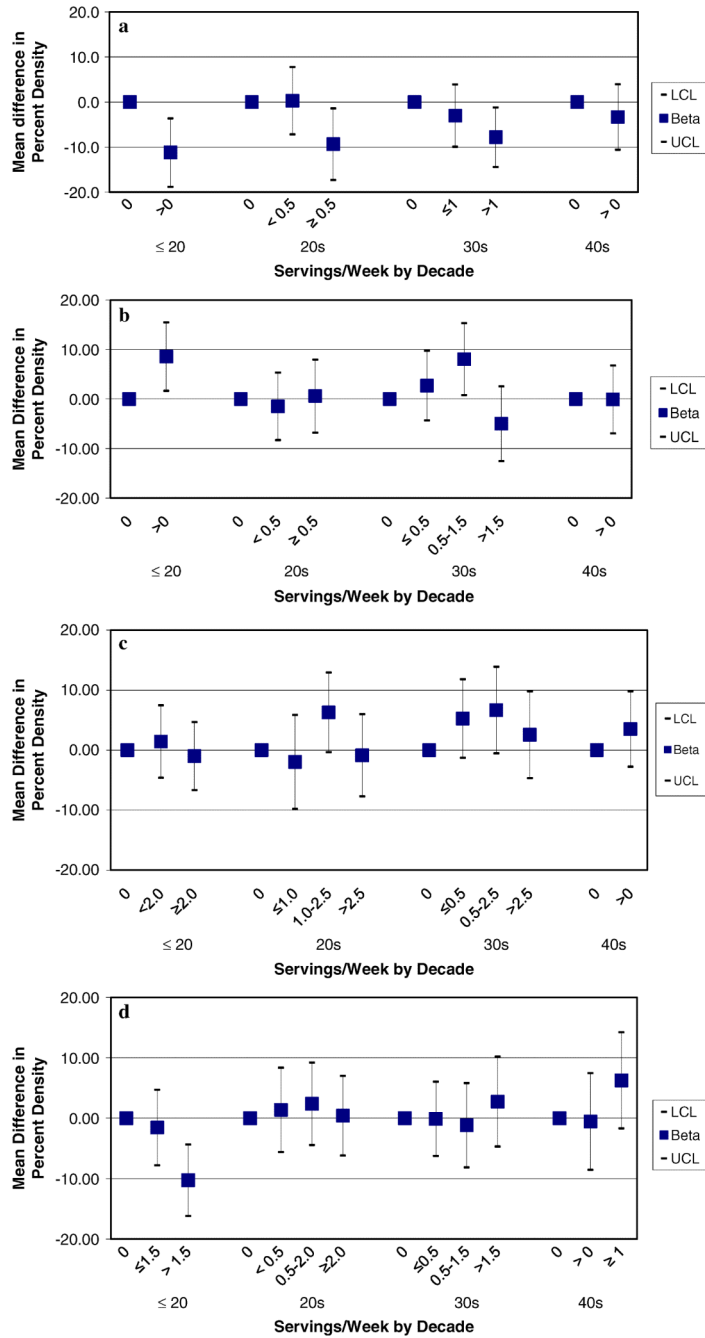 a
Mean difference in
Percent Density
20.0
10.0
0.0
-10.0
-20.0
0 >0 0 < 0.5 ≥ 0.5 0 ≤1 >1 0 > 0
≤ 20 20s 30s 40s
Servings/Week by Decade
LCL
Beta
UCL
b
Mean Difference in
Percent Density
20.00
10.00
0.00
-10.00
-20.00
0 >0 0 < 0.5 ≥ 0.5 0 ≤ 0.5 0.5-1.5 >1.5 0 > 0
≤ 20 20s 30s 40s
Servings/Week by Decade
LCL
Beta
UCL
c
Mean Difference in
Percent Density
20.00
10.00
0.00
-10.00
-20.00
0 <2.0 ≥2.0 0 ≤1.0 1.0-2.5 >2.5 0 ≤0.5 0.5-2.5 >2.5 0 >0
≤ 20 20s 30s 40s
Servings/Week by Decade
LCL
Beta
UCL
d
Mean Difference in
Percent Density
20.00
10.00
0.00
-10.00
-20.00
0 ≤1.5 > 1.5 0 < 0.5 0.5-2.0 ≥2.0 0 ≤0.5 0.5-1.5 >1.5 0 > 0 ≥ 1
≤ 20 20s 30s 40s
Servings/Week by Decade
LCL
Beta
UCL